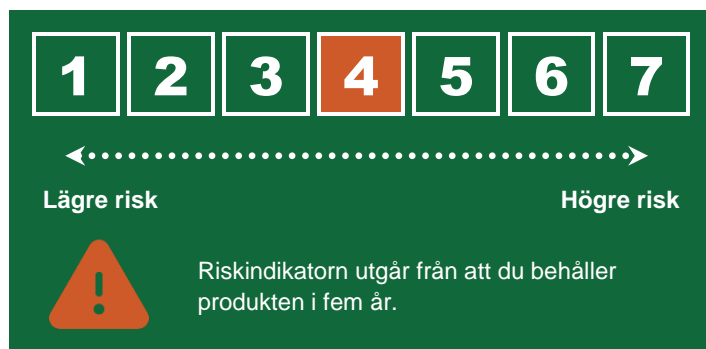 1 2 3 4 5 6 7
Lägre risk Högre risk
Riskindikatorn utgår från att du behåller
produkten i fem år.